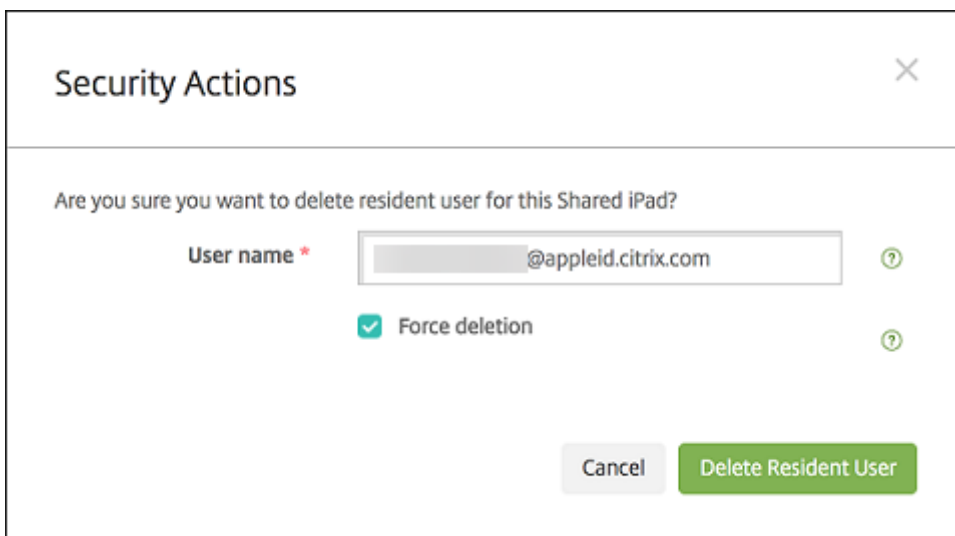 Security Actions
Are you sure you want to delete resident user for this Shared iPad?
User name * @appleid.citrix.com
Force deletion
Cancel Delete Resident User